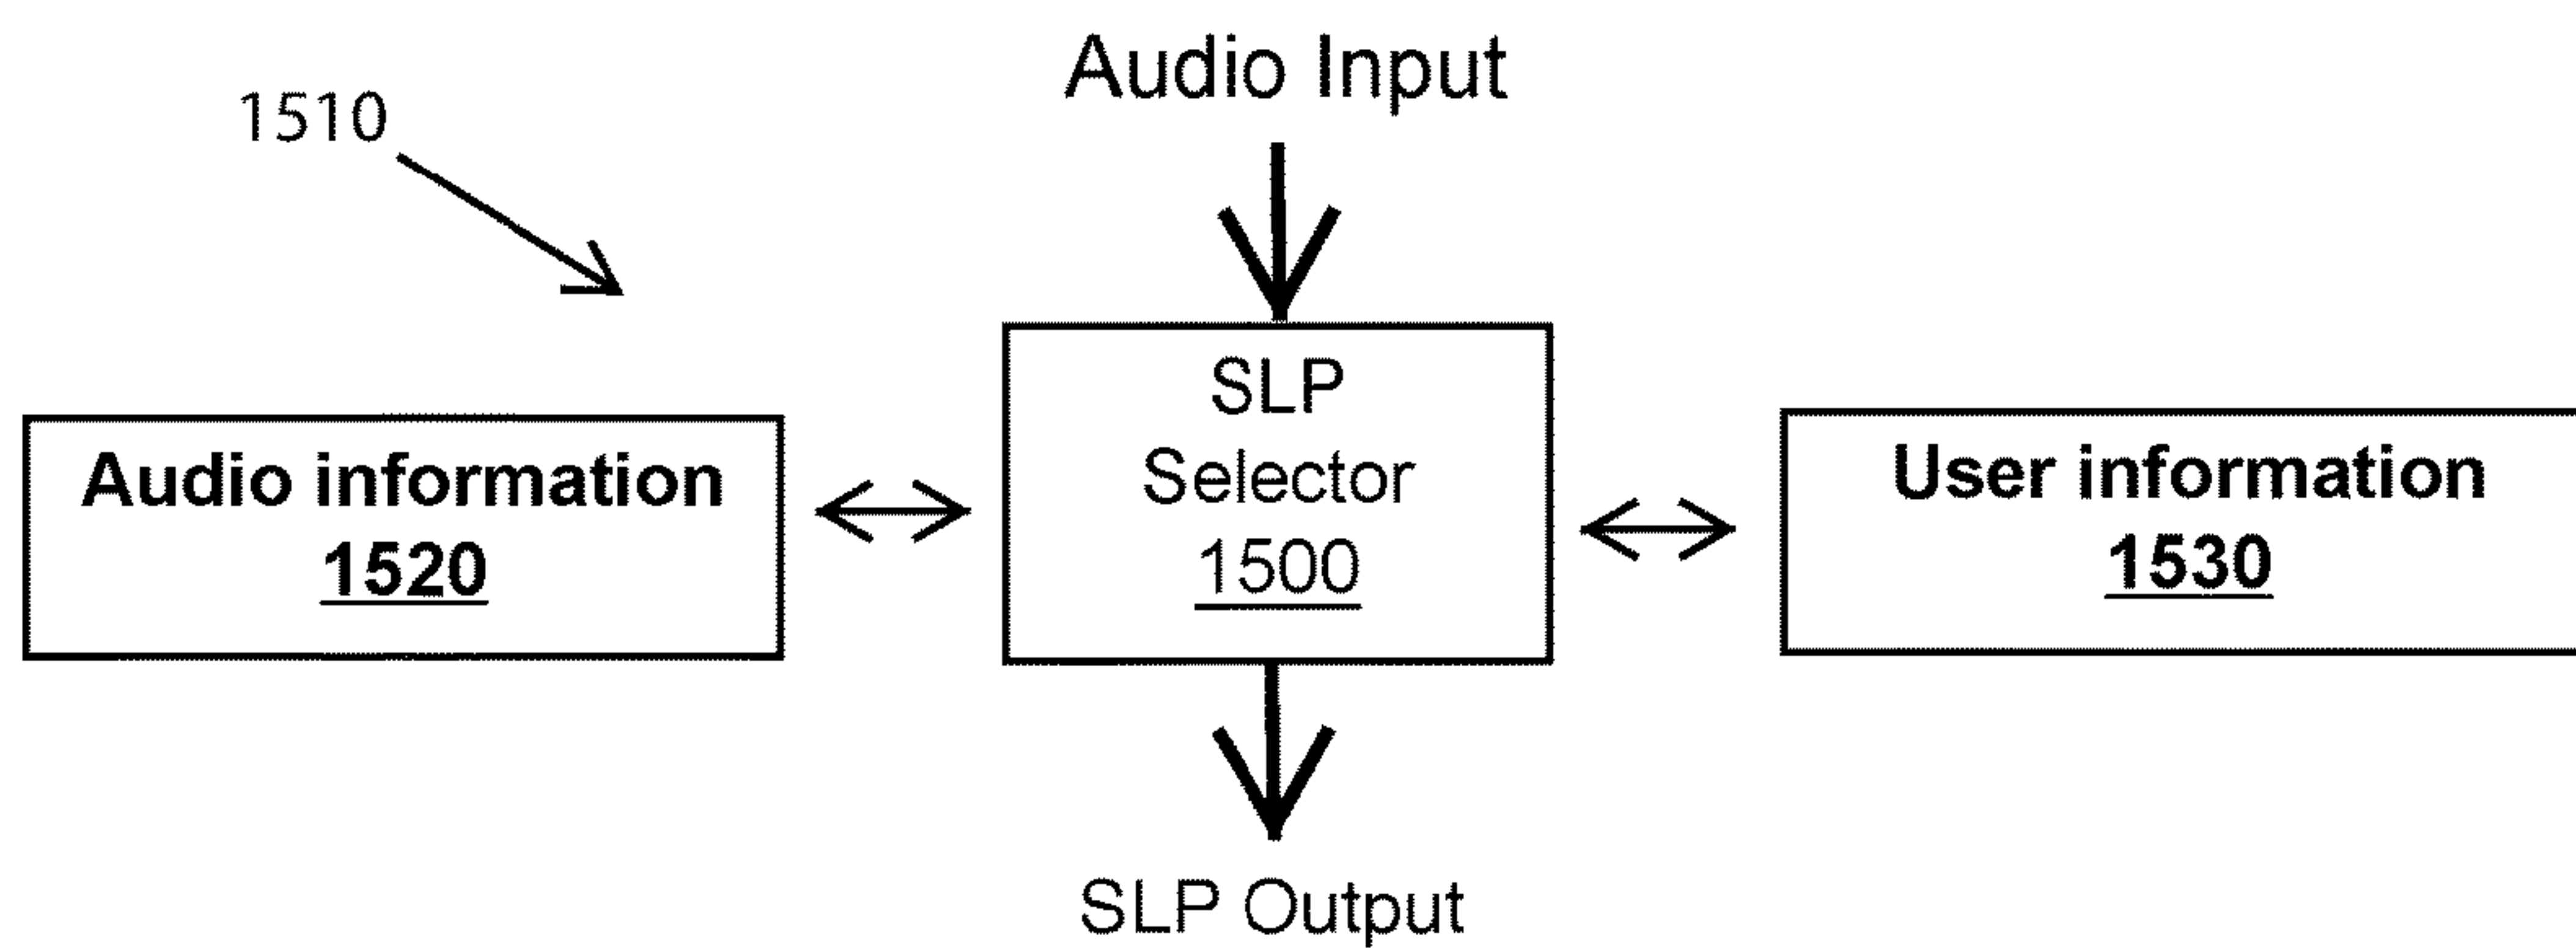 Audio Input
1510
SLP
Selector
1500
Audio information
1520
User information
1530
SLP Output